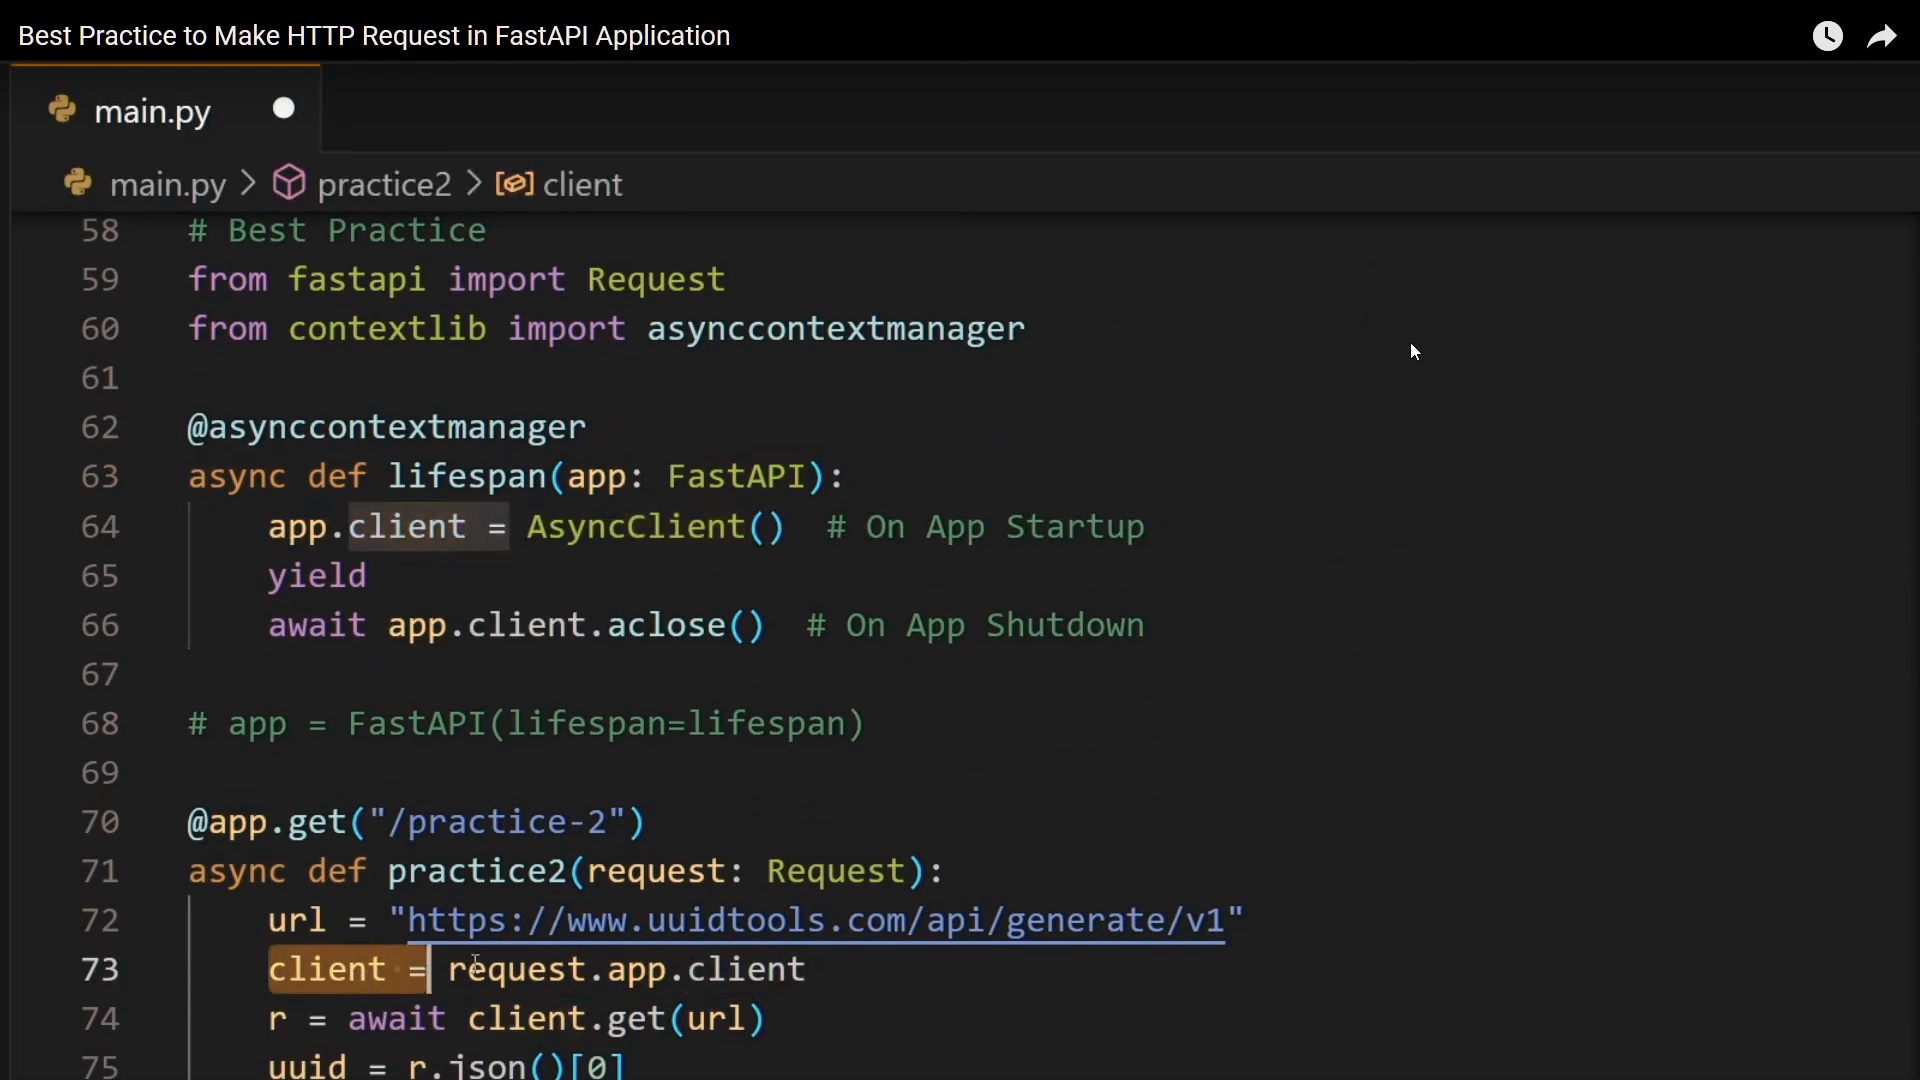 Best Practice to Make HTTP Request in FastAPI Application
main.py
main.py > practice2 > client
58 # Best Practice
59 from fastapi import Request
60 from contextlib import asynccontextmanager
61
62 @asynccontextmanager
63 async def lifespan(app: FastAPI):
64     app.client = AsyncClient()  # On App Startup
65     yield
66     await app.client.aclose()  # On App Shutdown
67
68 # app = FastAPI(lifespan=lifespan)
69
70 @app.get("/practice-2")
71 async def practice2(request: Request):
72     url = "https://www.uuidtools.com/api/generate/v1"
73     client = request.app.client
74     r = await client.get(url)
75     uuid = r.json()[0]